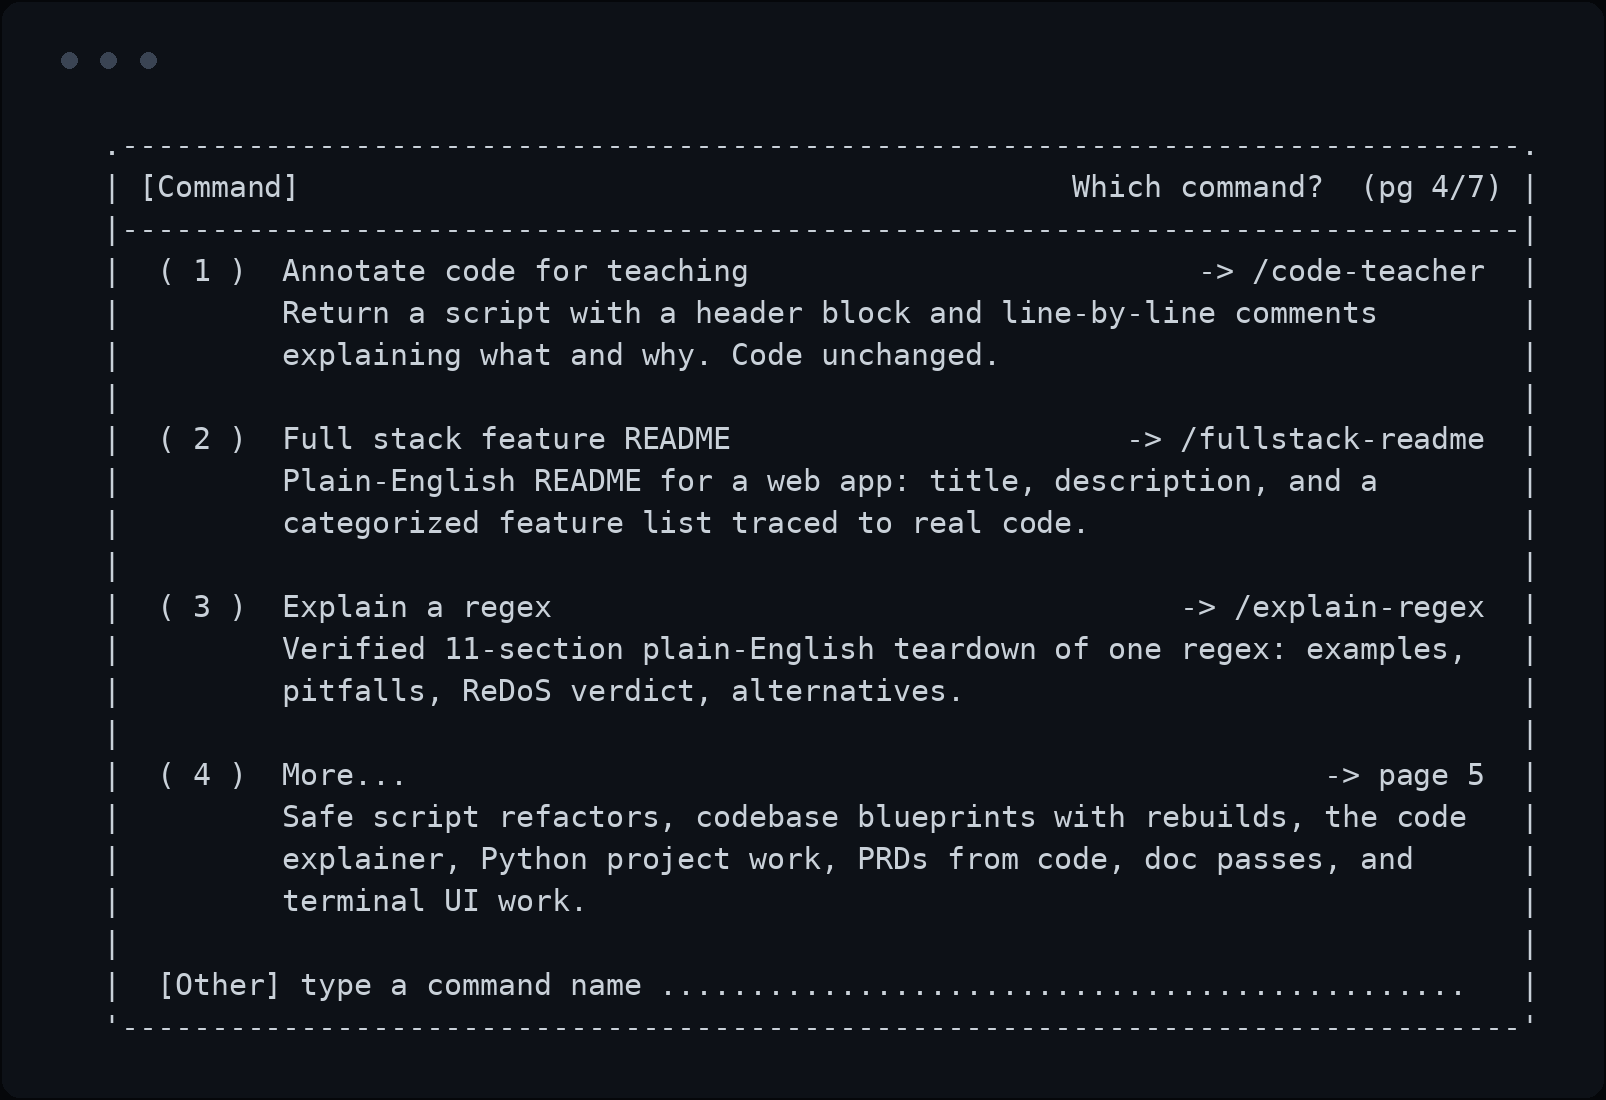 [Command] Which command? (pg 4/7)
( 1 ) Annotate code for teaching -> /code-teacher
Return a script with a header block and line-by-line comments
explaining what and why. Code unchanged.
( 2 ) Full stack feature README -> /fullstack-readme
Plain-English README for a web app: title, description, and a
categorized feature list traced to real code.
( 3 ) Explain a regex -> /explain-regex
Verified 11-section plain-English teardown of one regex: examples,
pitfalls, ReDoS verdict, alternatives.
( 4 ) More... -> page 5
Safe script refactors, codebase blueprints with rebuilds, the code
explainer, Python project work, PRDs from code, doc passes, and
terminal UI work.
[Other] type a command name .............................................